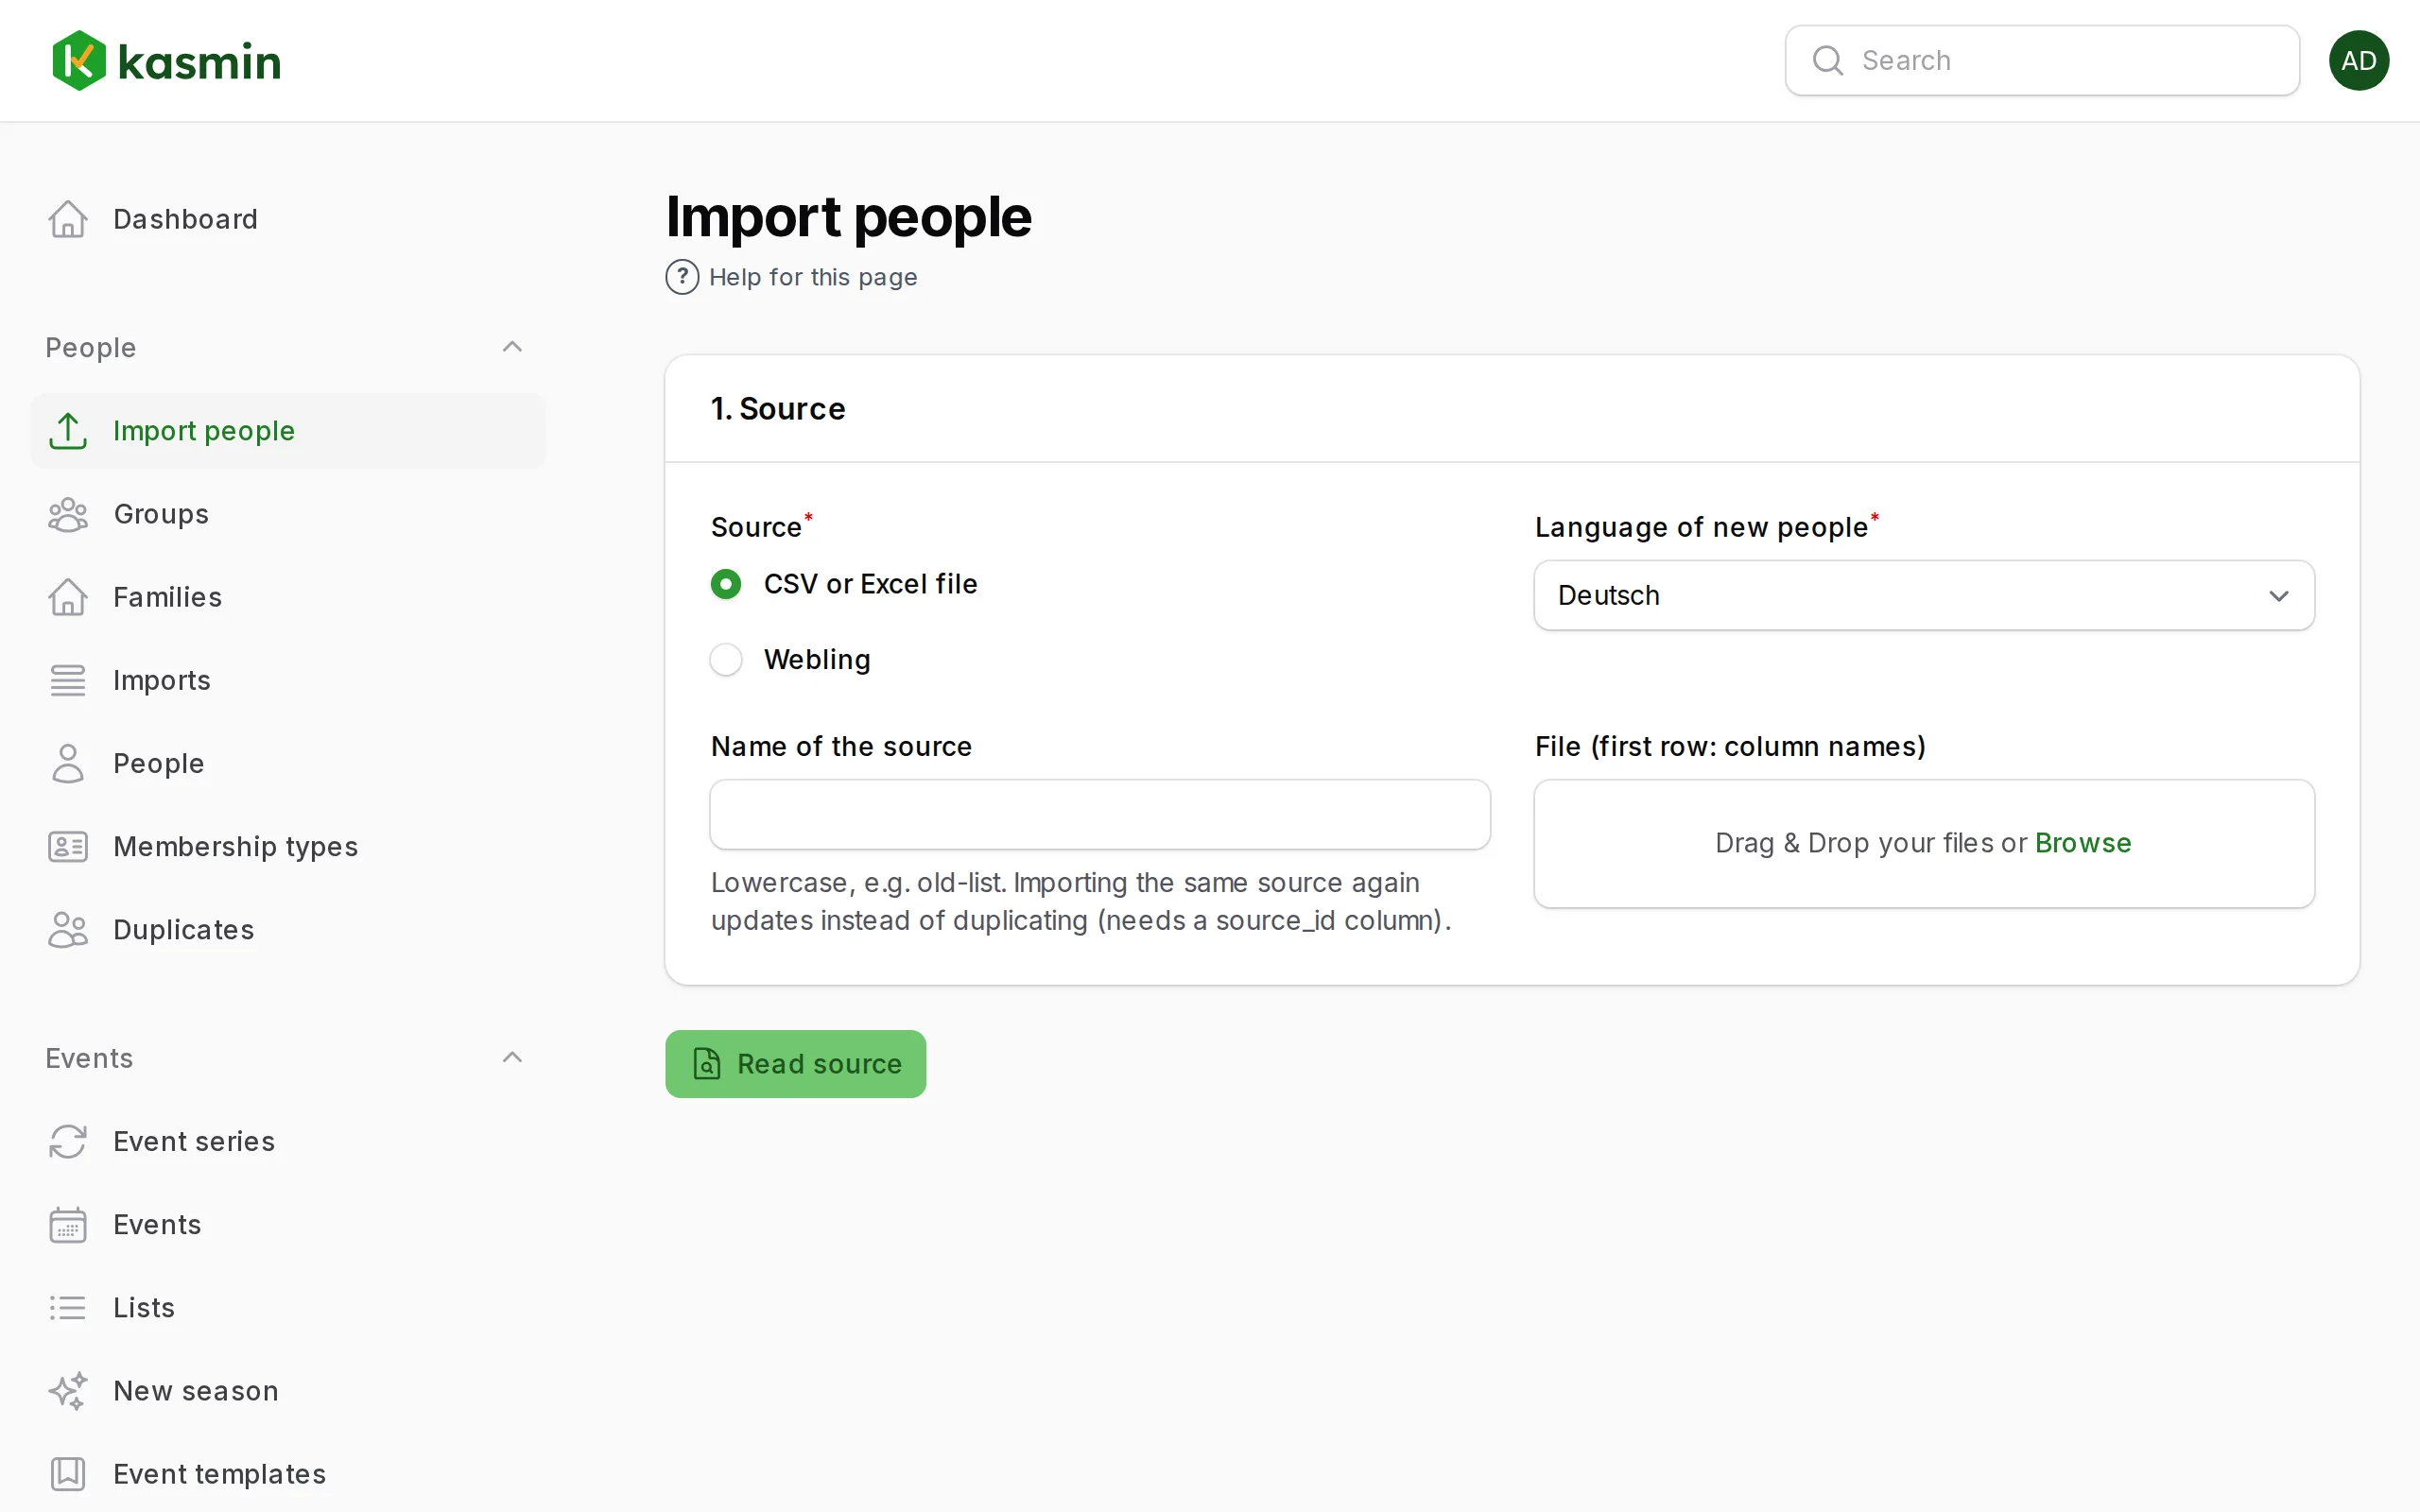 kasmin
Search
AD
Dashboard
People
Import people
Groups
Families
Imports
People
Membership types
Duplicates
Events
Event series
Events
Lists
New season
Event templates
Import people
? Help for this page
1. Source
Source*
CSV or Excel file
Webling
Language of new people*
Deutsch
Name of the source
Lowercase, e.g. old-list. Importing the same source again
updates instead of duplicating (needs a source_id column).
File (first row: column names)
Drag & Drop your files or Browse
Read source